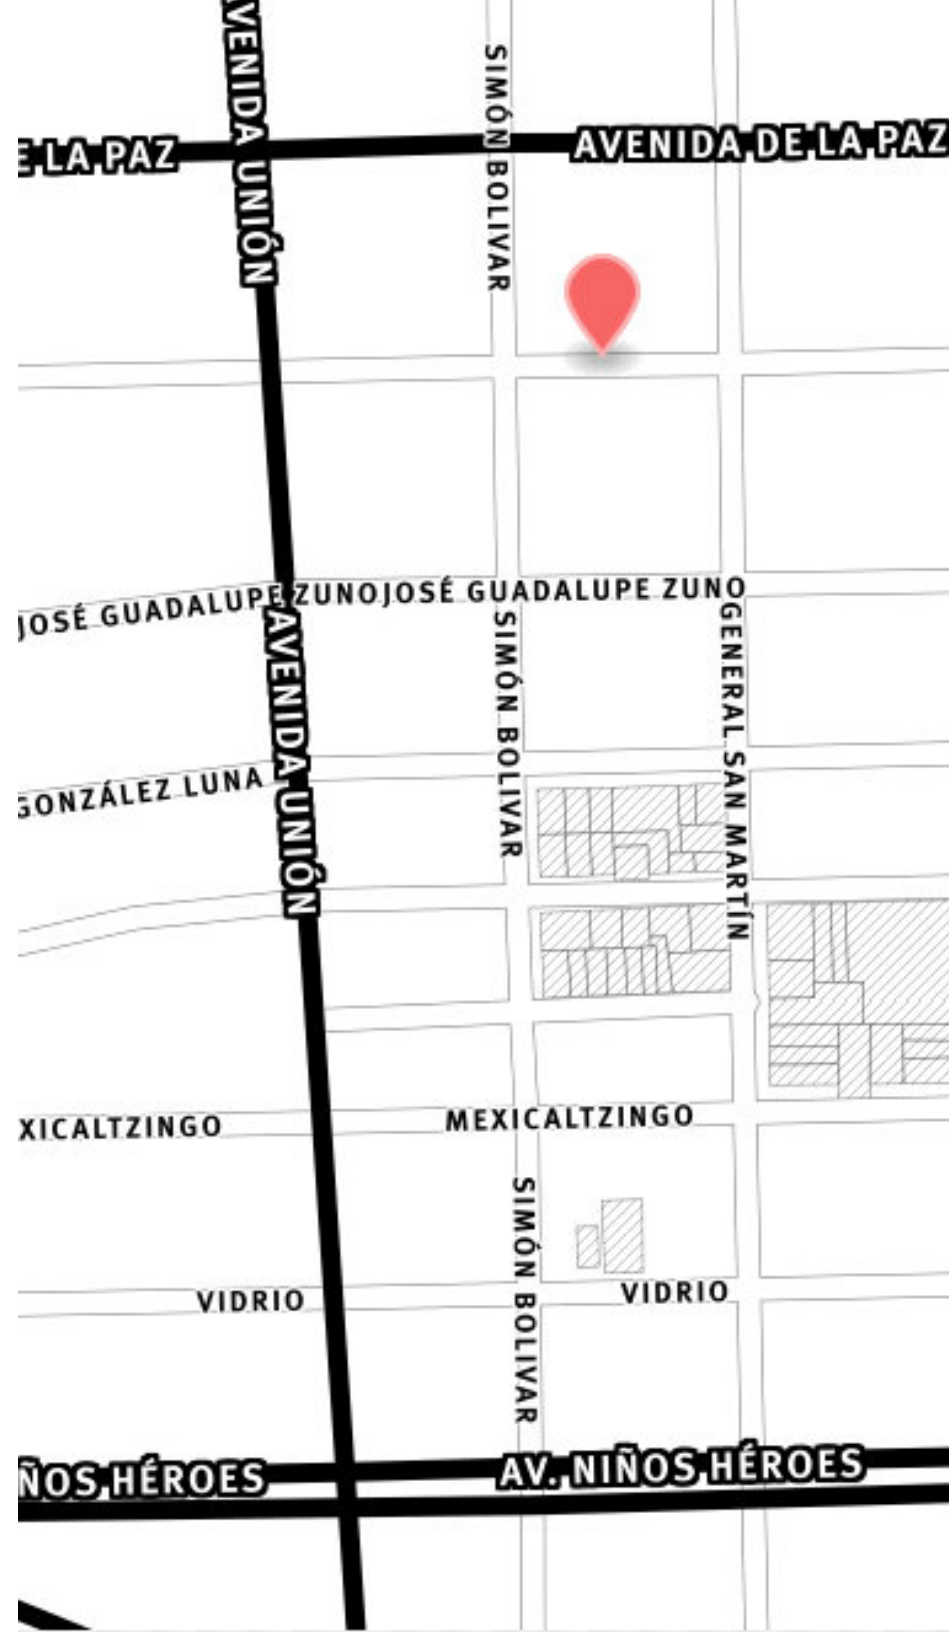 AVENIDA UNIÓN
SIMÓN BOLIVAR
E LA PAZ
AVENIDA DE LA PAZ
JOSÉ GUADALUPE ZUNO
JOSÉ GUADALUPE ZUNO
AVENIDA UNIÓN
SIMÓN BOLIVAR
GENERAL SAN MARTÍN
GONZÁLEZ LUNA
XICALTZINGO
MEXICALTZINGO
SIMÓN BOLIVAR
VIDRIO
VIDRIO
ÑOS HÉROES
AV. NIÑOS HÉROES